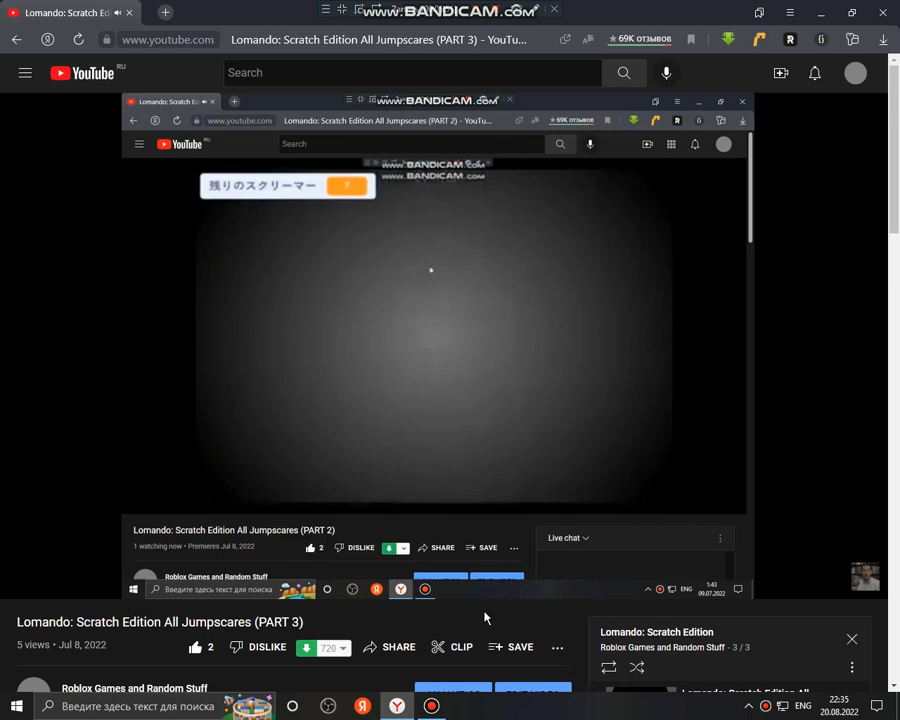 Lomando: Scratch Ed
www.BANDICAM.com
www.youtube.com
Lomando: Scratch Edition All Jumpscares (PART 3) - YouTu...
★ 69K отзывов
YouTube RU
Search
Lomando: Scratch Ed
www.BANDICAM.com
www.youtube.com
Lomando: Scratch Edition All Jumpscares (PART 2) - YouTu...
★ 69K отзывов
YouTube RU
Search
www.BANDICAM.com
www.BANDICAM.com
残りのスクリーマー 7
Lomando: Scratch Edition All Jumpscares (PART 2)
1 watching now • Premieres Jul 8, 2022
2 DISLIKE SHARE SAVE ...
Live chat
Roblox Games and Random Stuff
Введите здесь текст для поиска
ENG
1:43
09.07.2022
Lomando: Scratch Edition All Jumpscares (PART 3)
5 views • Jul 8, 2022
2 DISLIKE 720 SHARE CLIP SAVE ...
Lomando: Scratch Edition
Roblox Games and Random Stuff - 3 / 3
Roblox Games and Random Stuff
Введите здесь текст для поиска
ENG
22:35
20.08.2022